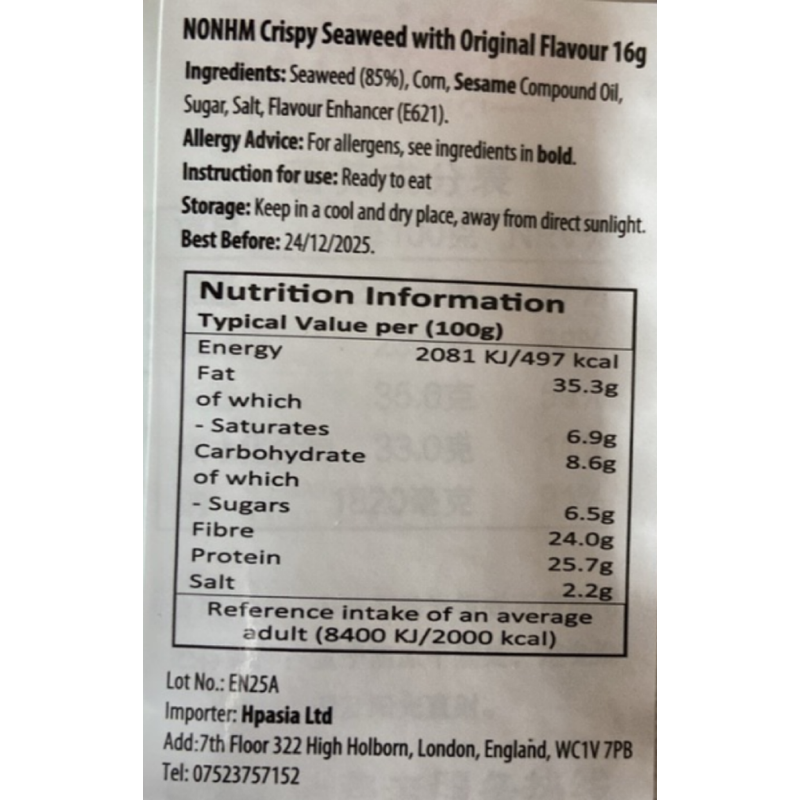 NONHM Crispy Seaweed with Original Flavour 16g
Ingredients: Seaweed (85%), Corn, Sesame Compound Oil,
Sugar, Salt, Flavour Enhancer (E621).
Allergy Advice: For allergens, see ingredients in bold.
Instruction for use: Ready to eat
Storage: Keep in a cool and dry place, away from direct sunlight.
Best Before: 24/12/2025.
Nutrition Information
Typical Value per (100g)
Energy 2081 KJ/497 kcal
Fat 35.3g
of which
- Saturates 6.9g
Carbohydrate 8.6g
of which
- Sugars 6.5g
Fibre 24.0g
Protein 25.7g
Salt 2.2g
Reference intake of an average
adult (8400 KJ/2000 kcal)
Lot No.: EN25A
Importer: Hpasia Ltd
Add:7th Floor 322 High Holborn, London, England, WC1V 7PB
Tel: 07523757152